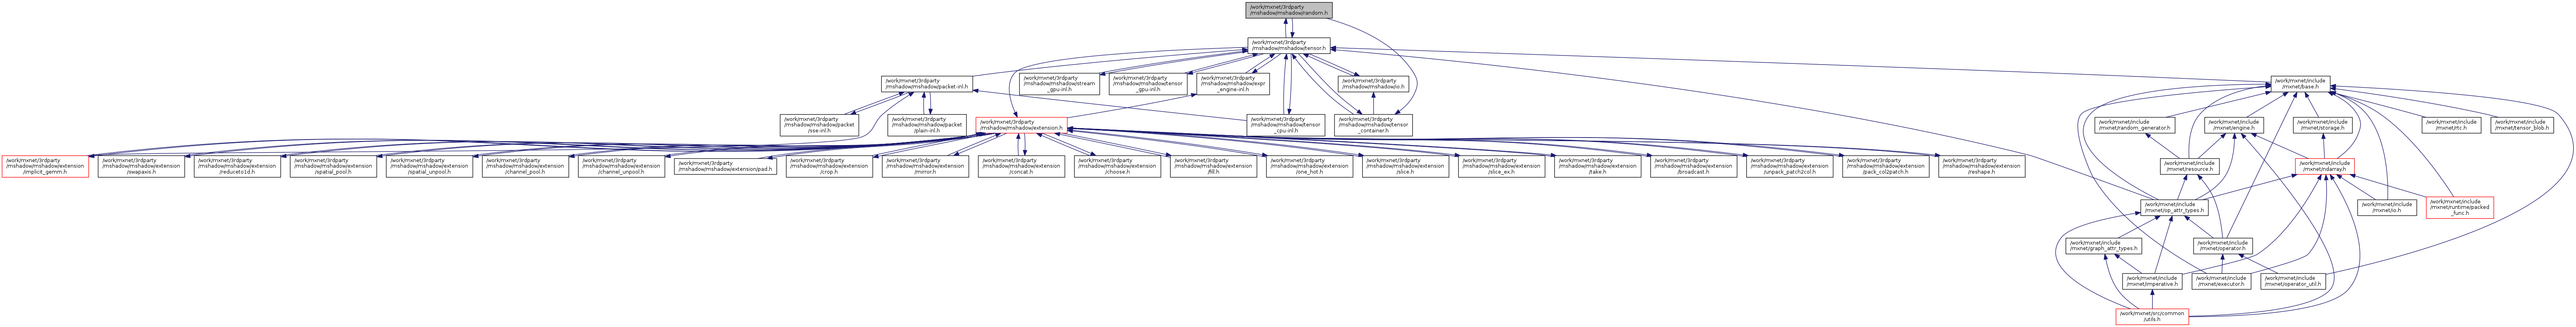 /work/mxnet/3rdparty
/mshadow/mshadow/random.h
/work/mxnet/3rdparty
/mshadow/mshadow/tensor.h
/work/mxnet/3rdparty
/mshadow/mshadow/packet-inl.h
/work/mxnet/3rdparty
/mshadow/mshadow/stream
_gpu-inl.h
/work/mxnet/3rdparty
/mshadow/mshadow/tensor
_gpu-inl.h
/work/mxnet/3rdparty
/mshadow/mshadow/expr
_engine-inl.h
/work/mxnet/3rdparty
/mshadow/mshadow/io.h
/work/mxnet/include
/mxnet/base.h
/work/mxnet/3rdparty
/mshadow/mshadow/packet
/sse-inl.h
/work/mxnet/3rdparty
/mshadow/mshadow/packet
/plain-inl.h
/work/mxnet/3rdparty
/mshadow/mshadow/extension.h
/work/mxnet/3rdparty
/mshadow/mshadow/tensor
_cpu-inl.h
/work/mxnet/3rdparty
/mshadow/mshadow/tensor
_container.h
/work/mxnet/include
/mxnet/random_generator.h
/work/mxnet/include
/mxnet/engine.h
/work/mxnet/include
/mxnet/storage.h
/work/mxnet/include
/mxnet/rtc.h
/work/mxnet/include
/mxnet/tensor_blob.h
/work/mxnet/3rdparty
/mshadow/mshadow/extension
/implicit_gemm.h
/work/mxnet/3rdparty
/mshadow/mshadow/extension
/swapaxis.h
/work/mxnet/3rdparty
/mshadow/mshadow/extension
/reduceto1d.h
/work/mxnet/3rdparty
/mshadow/mshadow/extension
/spatial_pool.h
/work/mxnet/3rdparty
/mshadow/mshadow/extension
/spatial_unpool.h
/work/mxnet/3rdparty
/mshadow/mshadow/extension
/channel_pool.h
/work/mxnet/3rdparty
/mshadow/mshadow/extension
/channel_unpool.h
/work/mxnet/3rdparty
/mshadow/mshadow/extension/pad.h
/work/mxnet/3rdparty
/mshadow/mshadow/extension
/crop.h
/work/mxnet/3rdparty
/mshadow/mshadow/extension
/mirror.h
/work/mxnet/3rdparty
/mshadow/mshadow/extension
/concat.h
/work/mxnet/3rdparty
/mshadow/mshadow/extension
/choose.h
/work/mxnet/3rdparty
/mshadow/mshadow/extension
/fill.h
/work/mxnet/3rdparty
/mshadow/mshadow/extension
/one_hot.h
/work/mxnet/3rdparty
/mshadow/mshadow/extension
/slice.h
/work/mxnet/3rdparty
/mshadow/mshadow/extension
/slice_ex.h
/work/mxnet/3rdparty
/mshadow/mshadow/extension
/take.h
/work/mxnet/3rdparty
/mshadow/mshadow/extension
/broadcast.h
/work/mxnet/3rdparty
/mshadow/mshadow/extension
/unpack_patch2col.h
/work/mxnet/3rdparty
/mshadow/mshadow/extension
/pack_col2patch.h
/work/mxnet/3rdparty
/mshadow/mshadow/extension
/reshape.h
/work/mxnet/include
/mxnet/resource.h
/work/mxnet/include
/mxnet/ndarray.h
/work/mxnet/include
/mxnet/op_attr_types.h
/work/mxnet/include
/mxnet/io.h
/work/mxnet/include
/mxnet/runtime/packed
_func.h
/work/mxnet/include
/mxnet/graph_attr_types.h
/work/mxnet/include
/mxnet/operator.h
/work/mxnet/include
/mxnet/imperative.h
/work/mxnet/include
/mxnet/executor.h
/work/mxnet/include
/mxnet/operator_util.h
/work/mxnet/src/common
/utils.h